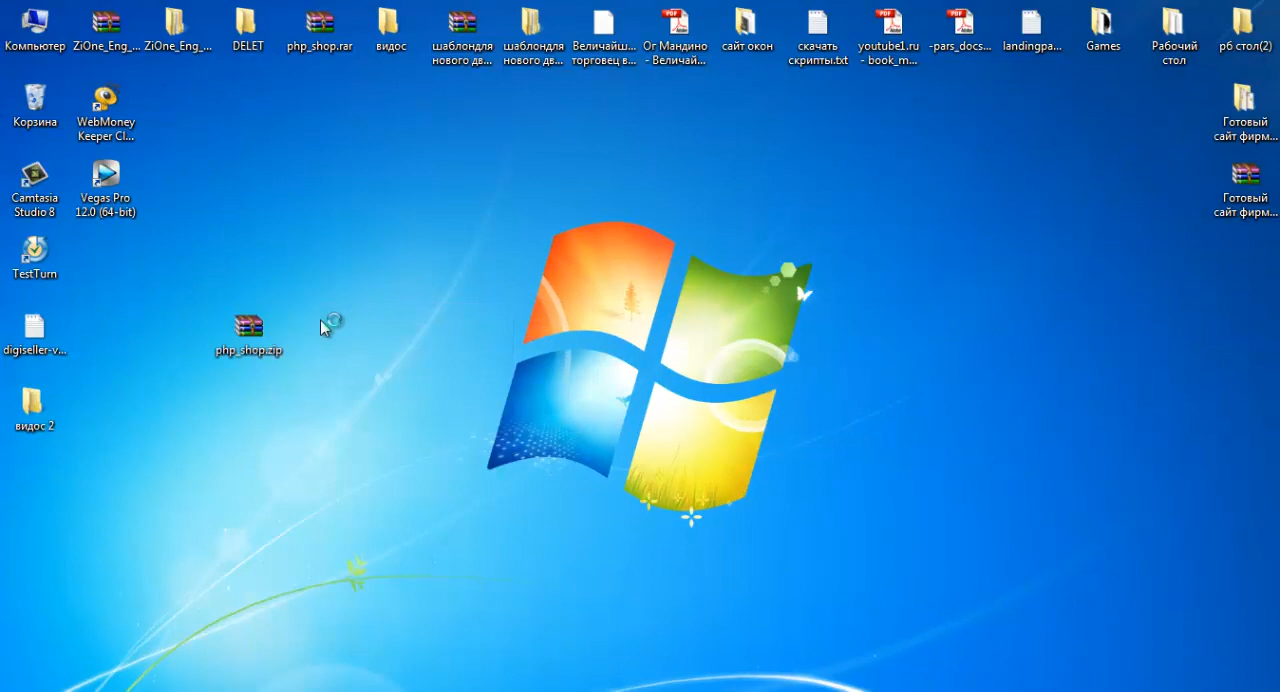 Компьютер
ZiOne_Eng_...
ZiOne_Eng_...
DELET
php_shop.rar
видос
шаблондля
нового дв...
шаблондля
нового дв...
Величайш...
торговец в...
Ог Мандино
- Величай...
сайт окон
скачать
скрипты.txt
youtube1.ru
- book_m...
-pars_docs...
landingpa...
Games
Рабочий
стол
рб стол(2)
Корзина
WebMoney
Keeper Cl...
Готовый
сайт фирм...
Camtasia
Studio 8
Vegas Pro
12.0 (64-bit)
Готовый
сайт фирм...
TestTurn
digiseller-v...
php_shop.zip
видос 2